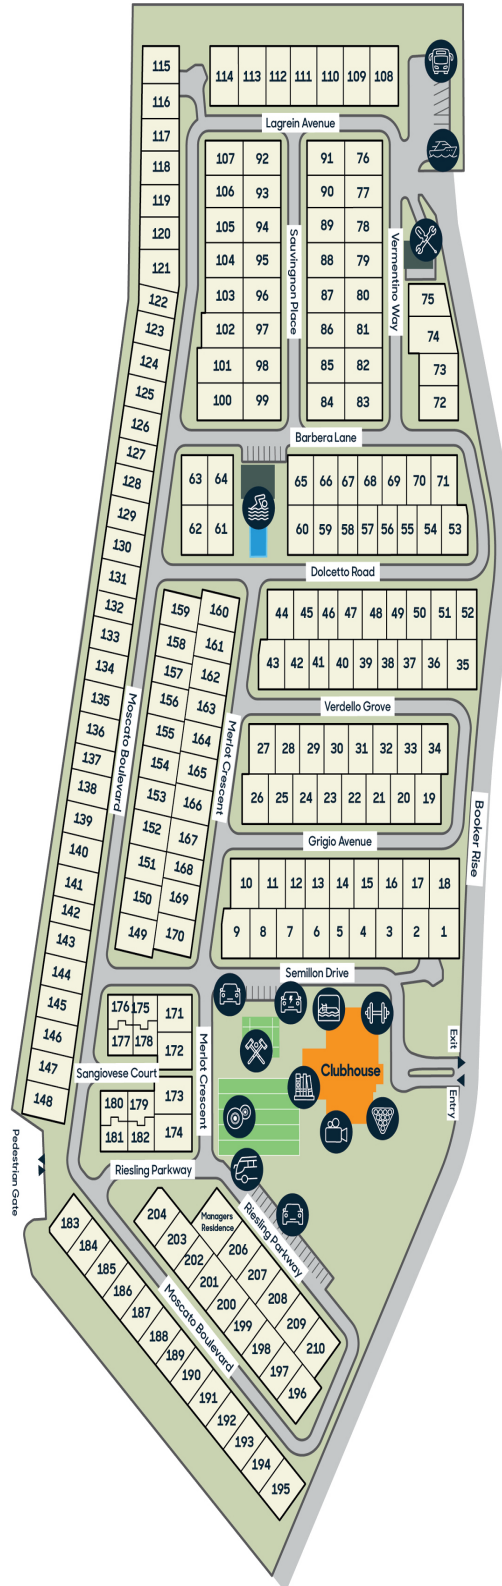 115
114 113 112 111 110 109 108
116
Lagrein Avenue
117
107 92 91 76
118
106 93 90 77
119
105 94 89 78
120
104 95 88 79
121
103 96 87 80
102 97 86 81
101 98 85 82
100 99 84 83
Sauvingnon Place
Vermentino Way
75
74
73
72
122
123
124
125
126
127
128
129
130
131
132
133
134
135
136
137
138
139
140
141
142
143
144
145
146
147
148
Barbera Lane
63 64
62 61
65 66 67 68 69 70 71
60 59 58 57 56 55 54 53
Dolcetto Road
44 45 46 47 48 49 50 51 52
43 42 41 40 39 38 37 36 35
159 160
158 161
157 162
156 163
155 164
154 165
153 166
152 167
151 168
150 169
149 170
Moscato Boulevard
Merlot Crescent
Verdello Grove
27 28 29 30 31 32 33 34
26 25 24 23 22 21 20 19
Grigio Avenue
Booker Rise
10 11 12 13 14 15 16 17 18
9 8 7 6 5 4 3 2 1
Semillon Drive
176 175 171
177 178 172
Sangiovese Court
180 179 173
181 182 174
Merlot Crescent
Clubhouse
Exit
Entry
Pedestrian Gate
Riesling Parkway
Riesling Parkway
204
203
202
201
200
199
198
197
196
Managers
Residence
206
207
208
209
210
Moscato Boulevard
183
184
185
186
187
188
189
190
191
192
193
194
195